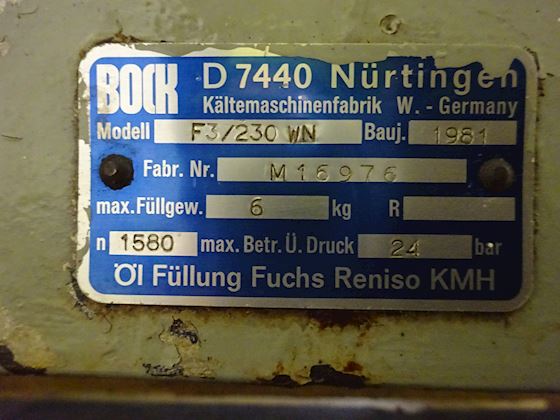 BOCK D 7440 Nürtingen
Kältemaschinenfabrik W. - Germany
Modell F3/230 WN Bauj. 1981
Fabr. Nr. M16976
max. Füllgew. 6 kg R
n 1580 max. Betr. Ü. Druck 24 bar
Öl Füllung Fuchs Reniso KMH